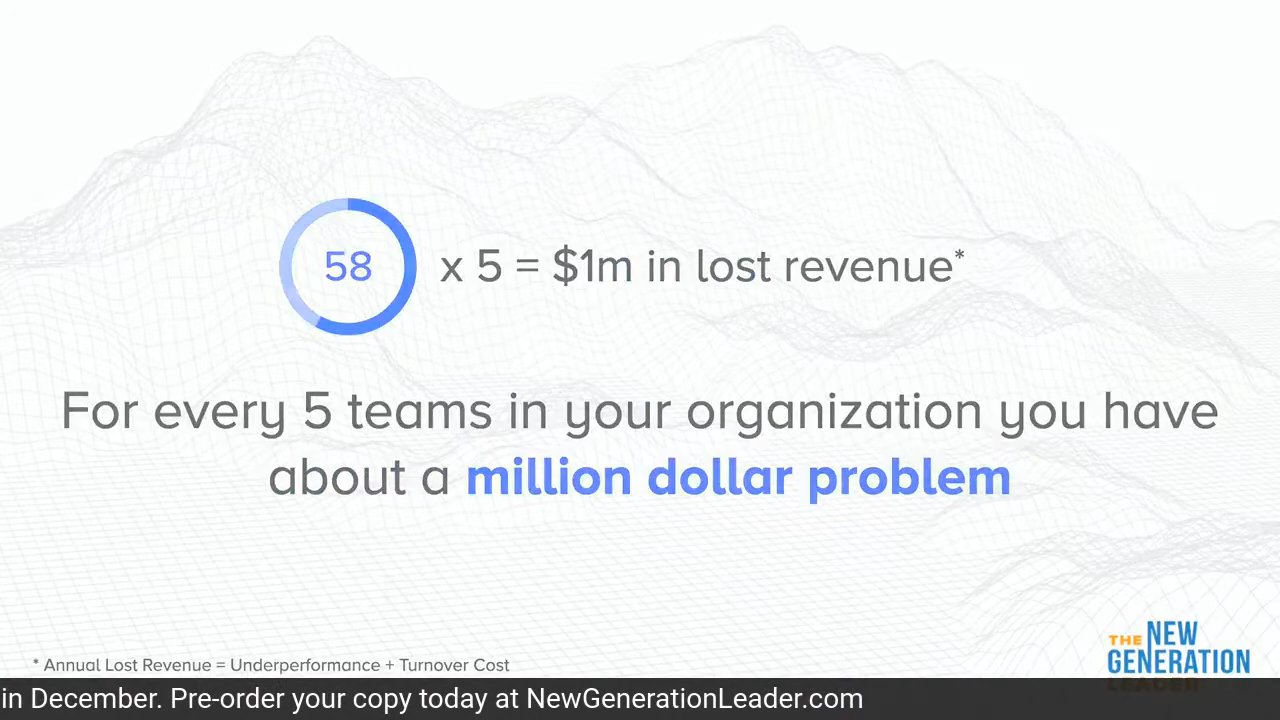 58 x 5 = $1m in lost revenue*
For every 5 teams in your organization you have
about a million dollar problem
* Annual Lost Revenue = Underperformance + Turnover Cost
THE NEW
GENERATION
LEADER
in December. Pre-order your copy today at NewGenerationLeader.com